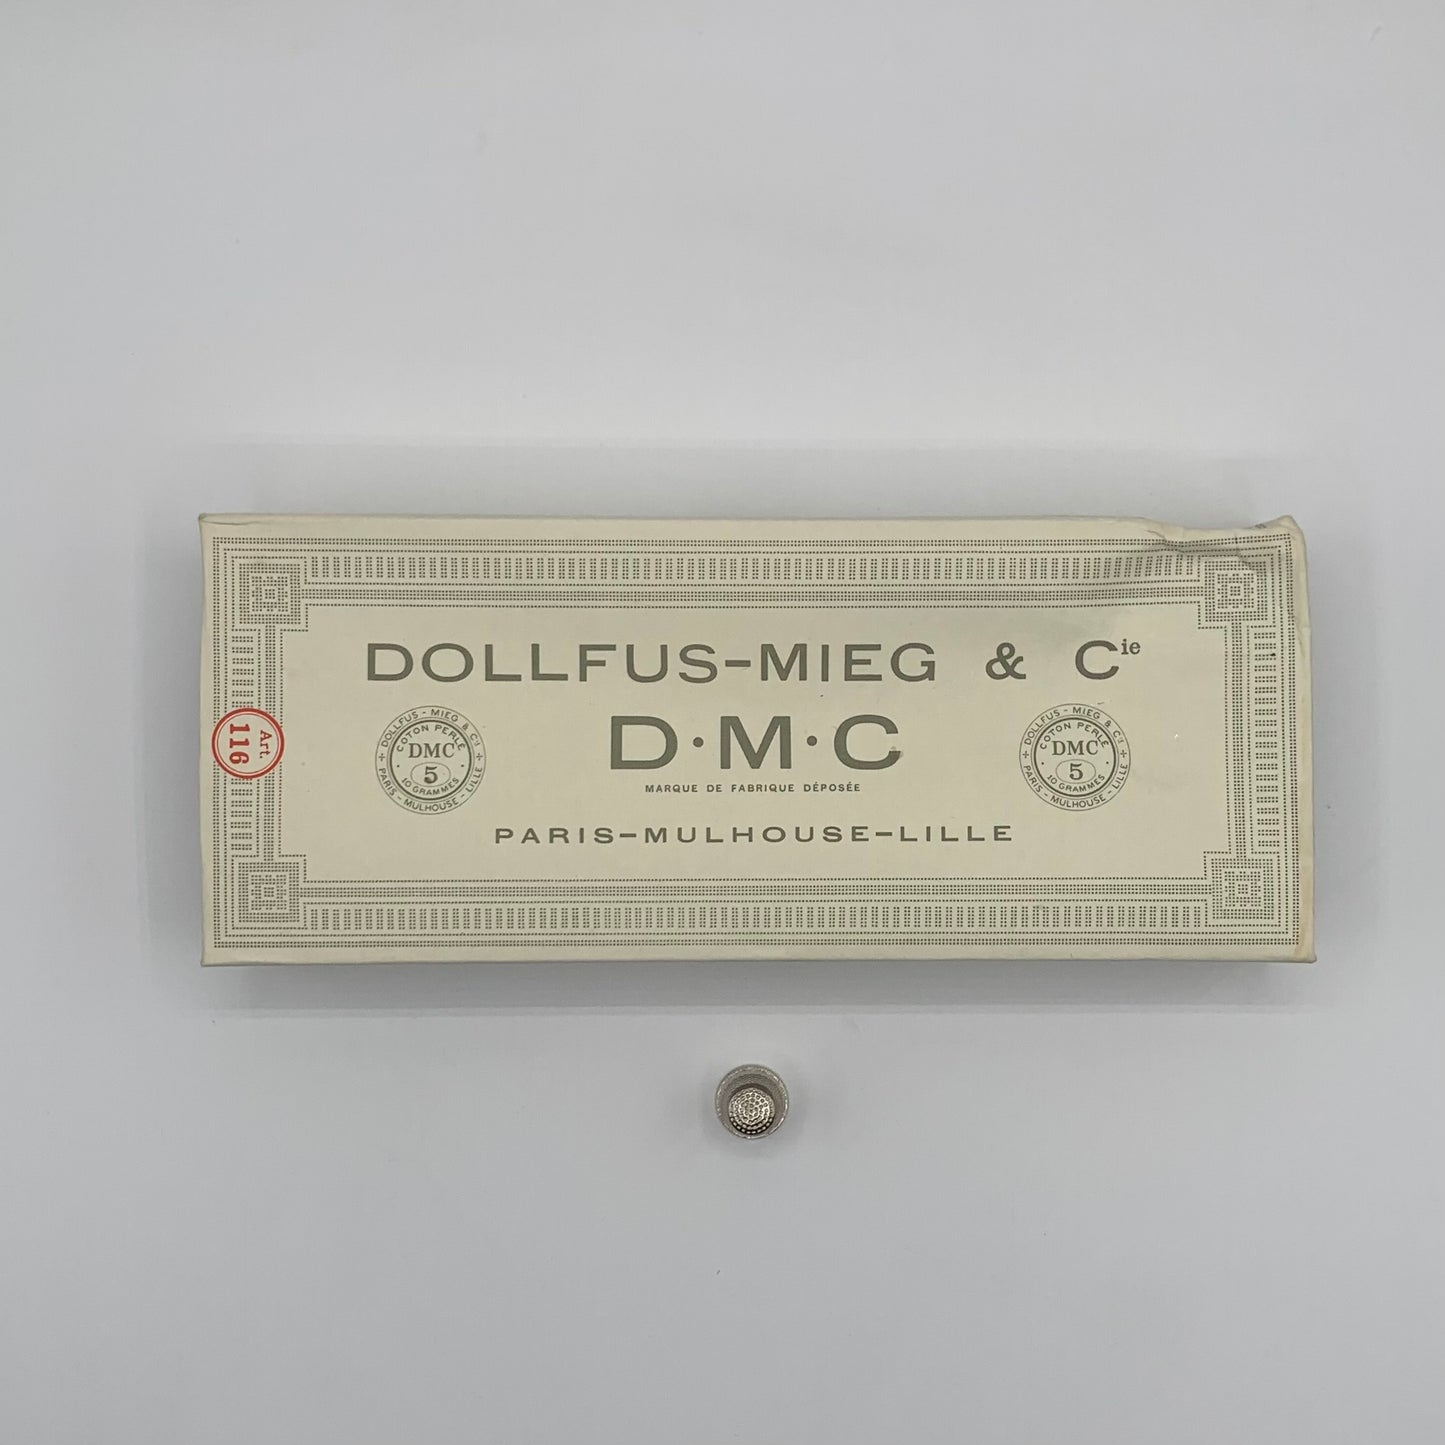 DOLLFUS-MIEG & Cie
D·M·C
MARQUE DE FABRIQUE DÉPOSÉE
PARIS-MULHOUSE-LILLE
Art.
116
DOLLFUS - MIEG & Cie
PARIS - MULHOUSE - LILLE
COTON PERLÉ
DMC
5
10 GRAMMES
DOLLFUS - MIEG & Cie
PARIS - MULHOUSE - LILLE
COTON PERLÉ
DMC
5
10 GRAMMES